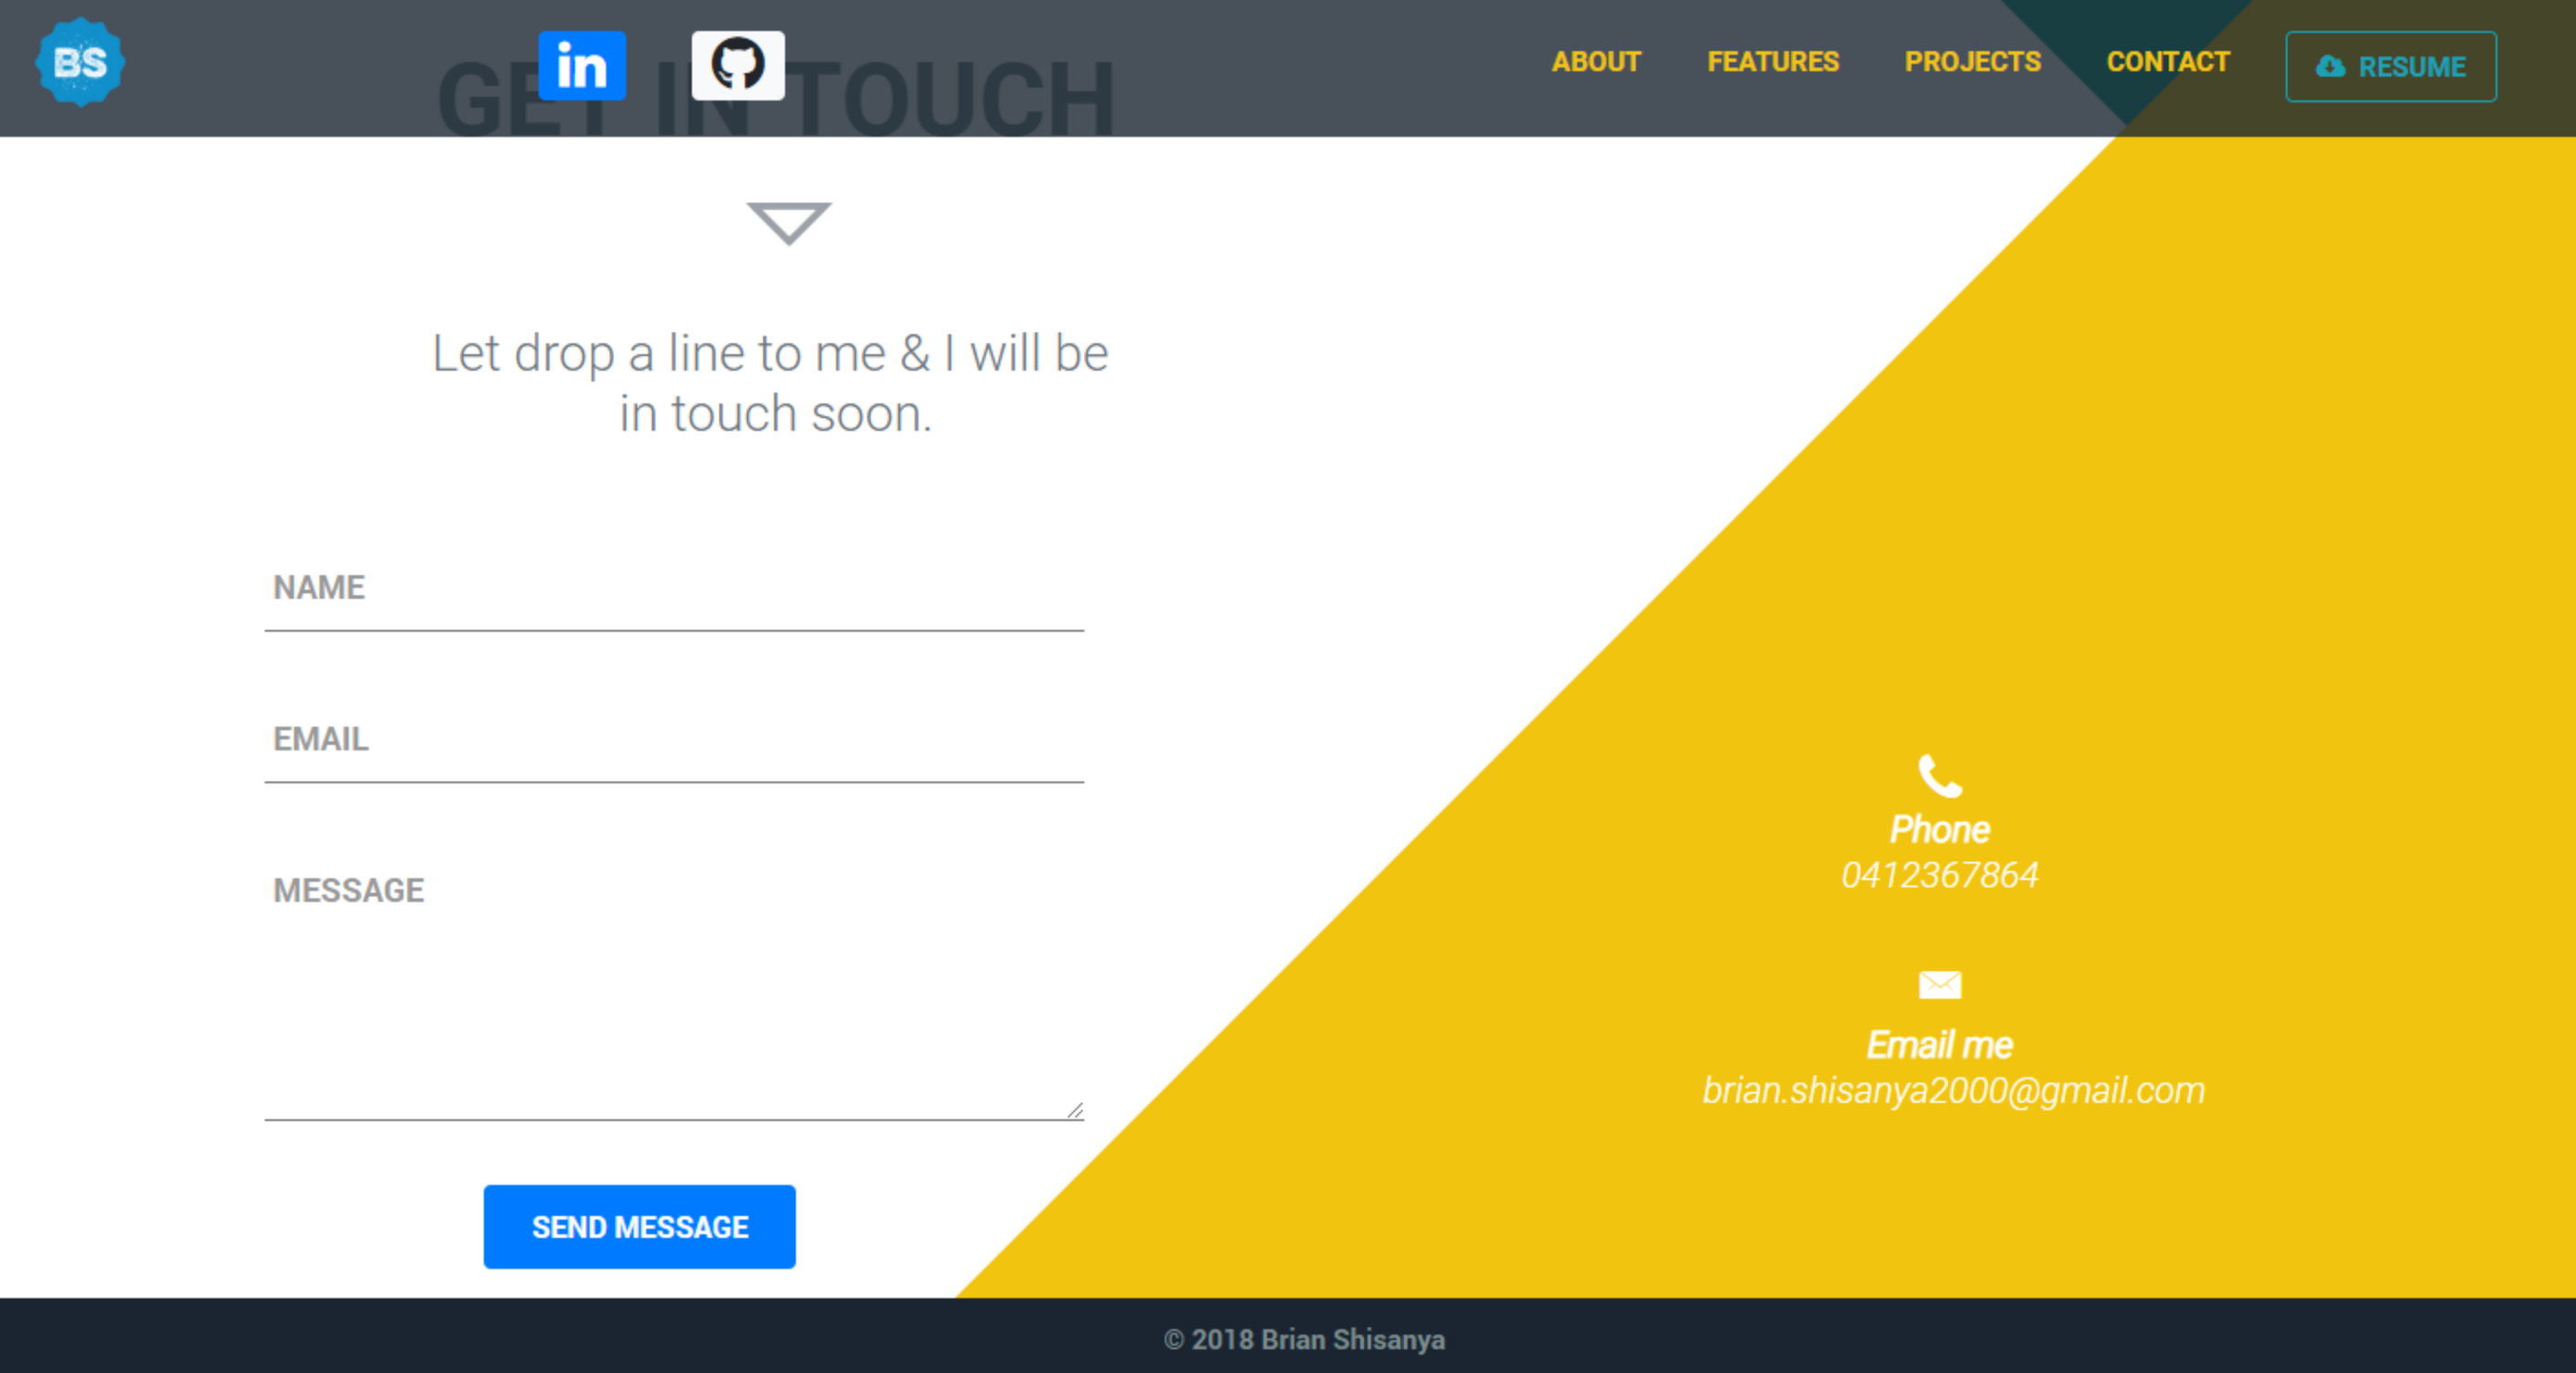 BS
in
ABOUT FEATURES PROJECTS CONTACT RESUME
GET IN TOUCH
Let drop a line to me & I will be
in touch soon.
NAME
EMAIL
MESSAGE
SEND MESSAGE
Phone
0412367864
Email me
brian.shisanya2000@gmail.com
© 2018 Brian Shisanya